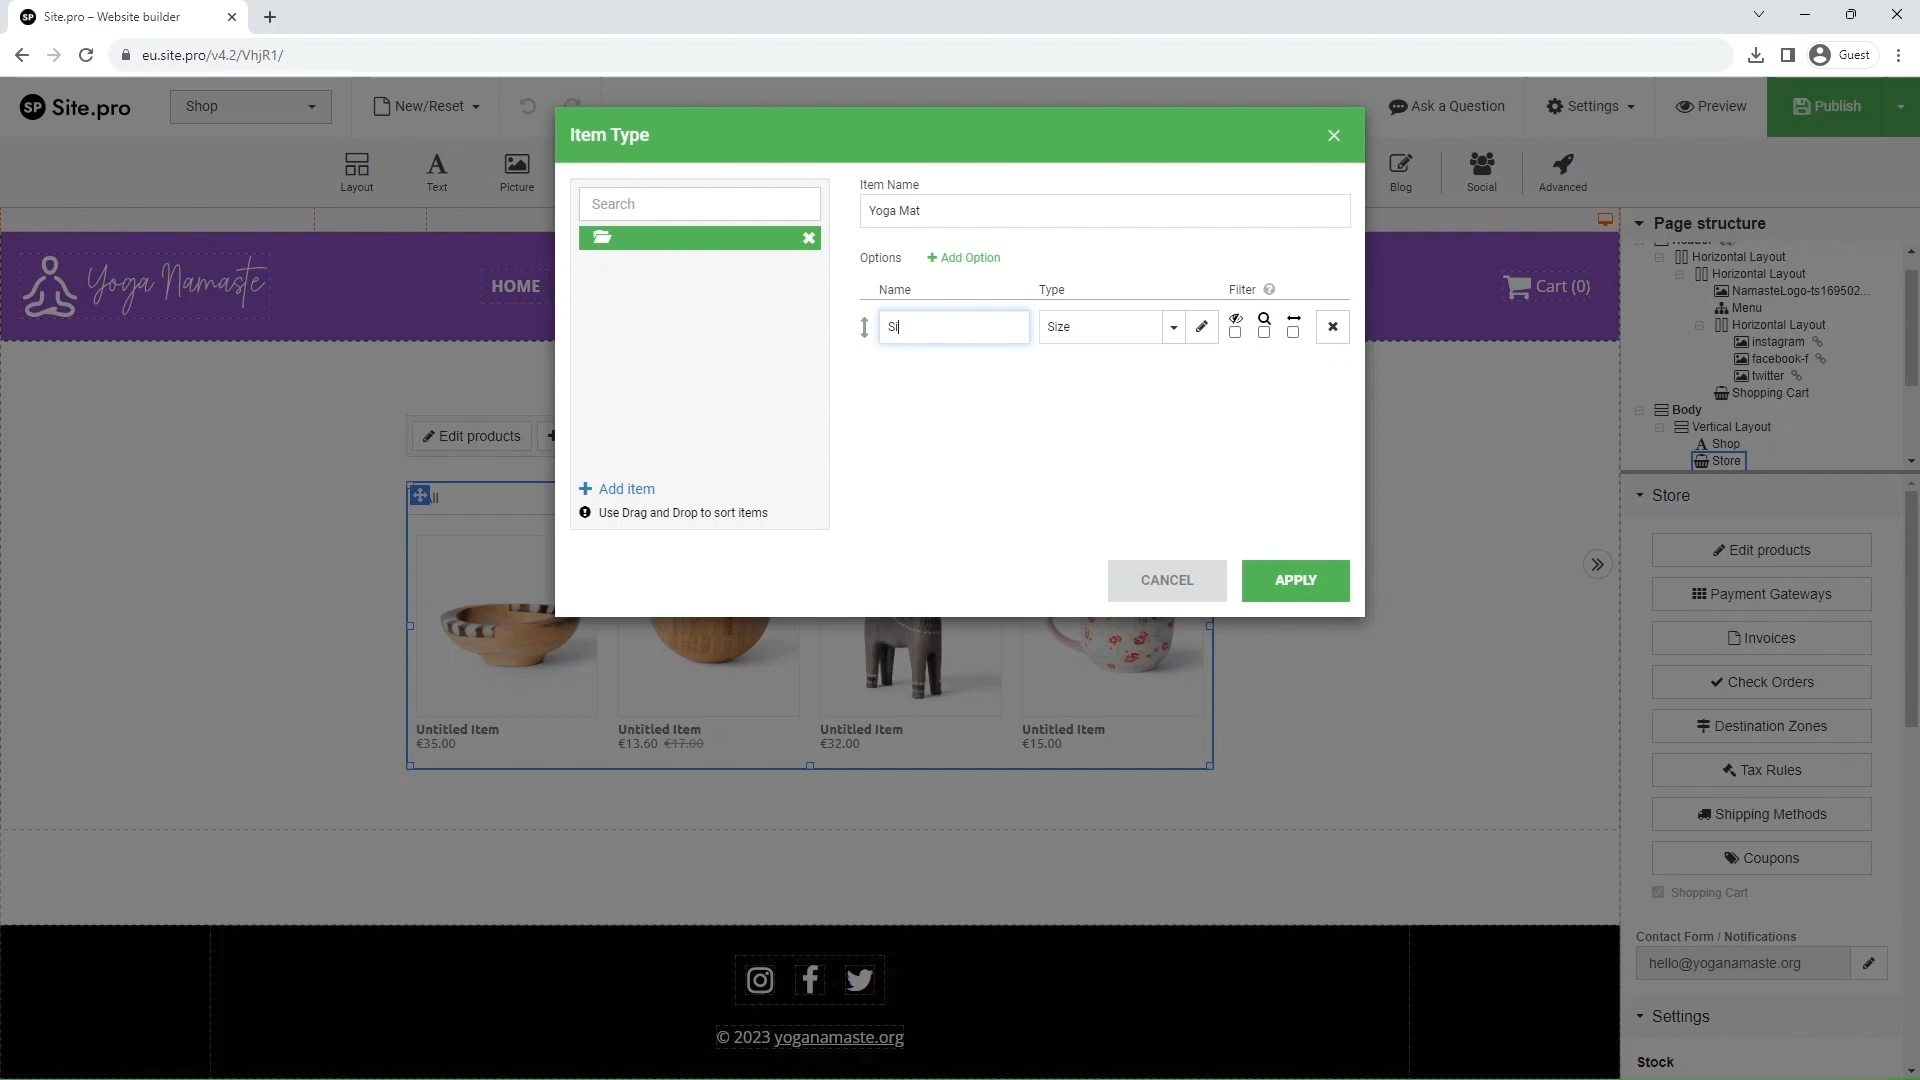 Site.pro – Website builder
eu.site.pro/v4.2/VhjR1/
Guest
SP Site.pro
Shop
New/Reset
Ask a Question
Settings
Preview
Publish
Layout
Text
Picture
Blog
Social
Advanced
Item Type
Search
Add item
Use Drag and Drop to sort items
Item Name
Yoga Mat
Options
Add Option
Name
Type
Filter
Si
Size
CANCEL
APPLY
Yoga Namaste
HOME
Cart (0)
Edit products
Untitled Item
€35.00
Untitled Item
€13.60 €17.00
Untitled Item
€32.00
Untitled Item
€15.00
© 2023 yoganamaste.org
Page structure
Horizontal Layout
Horizontal Layout
NamasteLogo-ts169502...
Menu
Horizontal Layout
instagram
facebook-f
twitter
Shopping Cart
Body
Vertical Layout
Shop
Store
Store
Edit products
Payment Gateways
Invoices
Check Orders
Destination Zones
Tax Rules
Shipping Methods
Coupons
Shopping Cart
Contact Form / Notifications
hello@yoganamaste.org
Settings
Stock